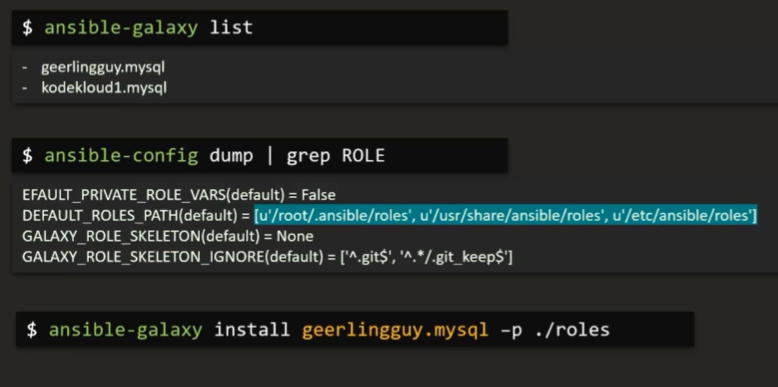 $ ansible-galaxy list
- geerlingguy.mysql
- kodekloud1.mysql
$ ansible-config dump | grep ROLE
EFAULT_PRIVATE_ROLE_VARS(default) = False
DEFAULT_ROLES_PATH(default) = [u'/root/.ansible/roles', u'/usr/share/ansible/roles', u'/etc/ansible/roles']
GALAXY_ROLE_SKELETON(default) = None
GALAXY_ROLE_SKELETON_IGNORE(default) = ['^.git$', '^.*/.git_keep$']
$ ansible-galaxy install geerlingguy.mysql –p ./roles